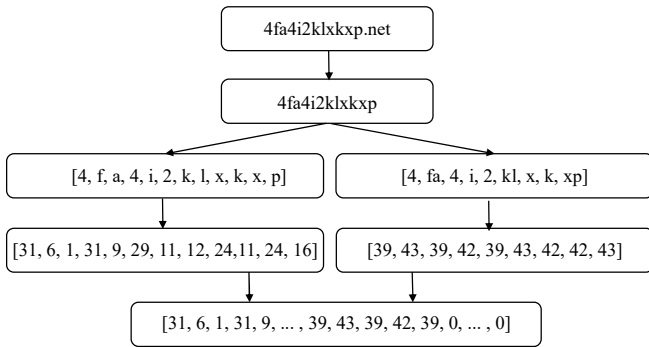 4fa4i2klxkxp.net
4fa4i2klxkxp
[4, f, a, 4, i, 2, k, l, x, k, x, p]
[4, fa, 4, i, 2, kl, x, k, xp]
[31, 6, 1, 31, 9, 29, 11, 12, 24,11, 24, 16]
[39, 43, 39, 42, 39, 43, 42, 42, 43]
[31, 6, 1, 31, 9, ... , 39, 43, 39, 42, 39, 0, ... , 0]